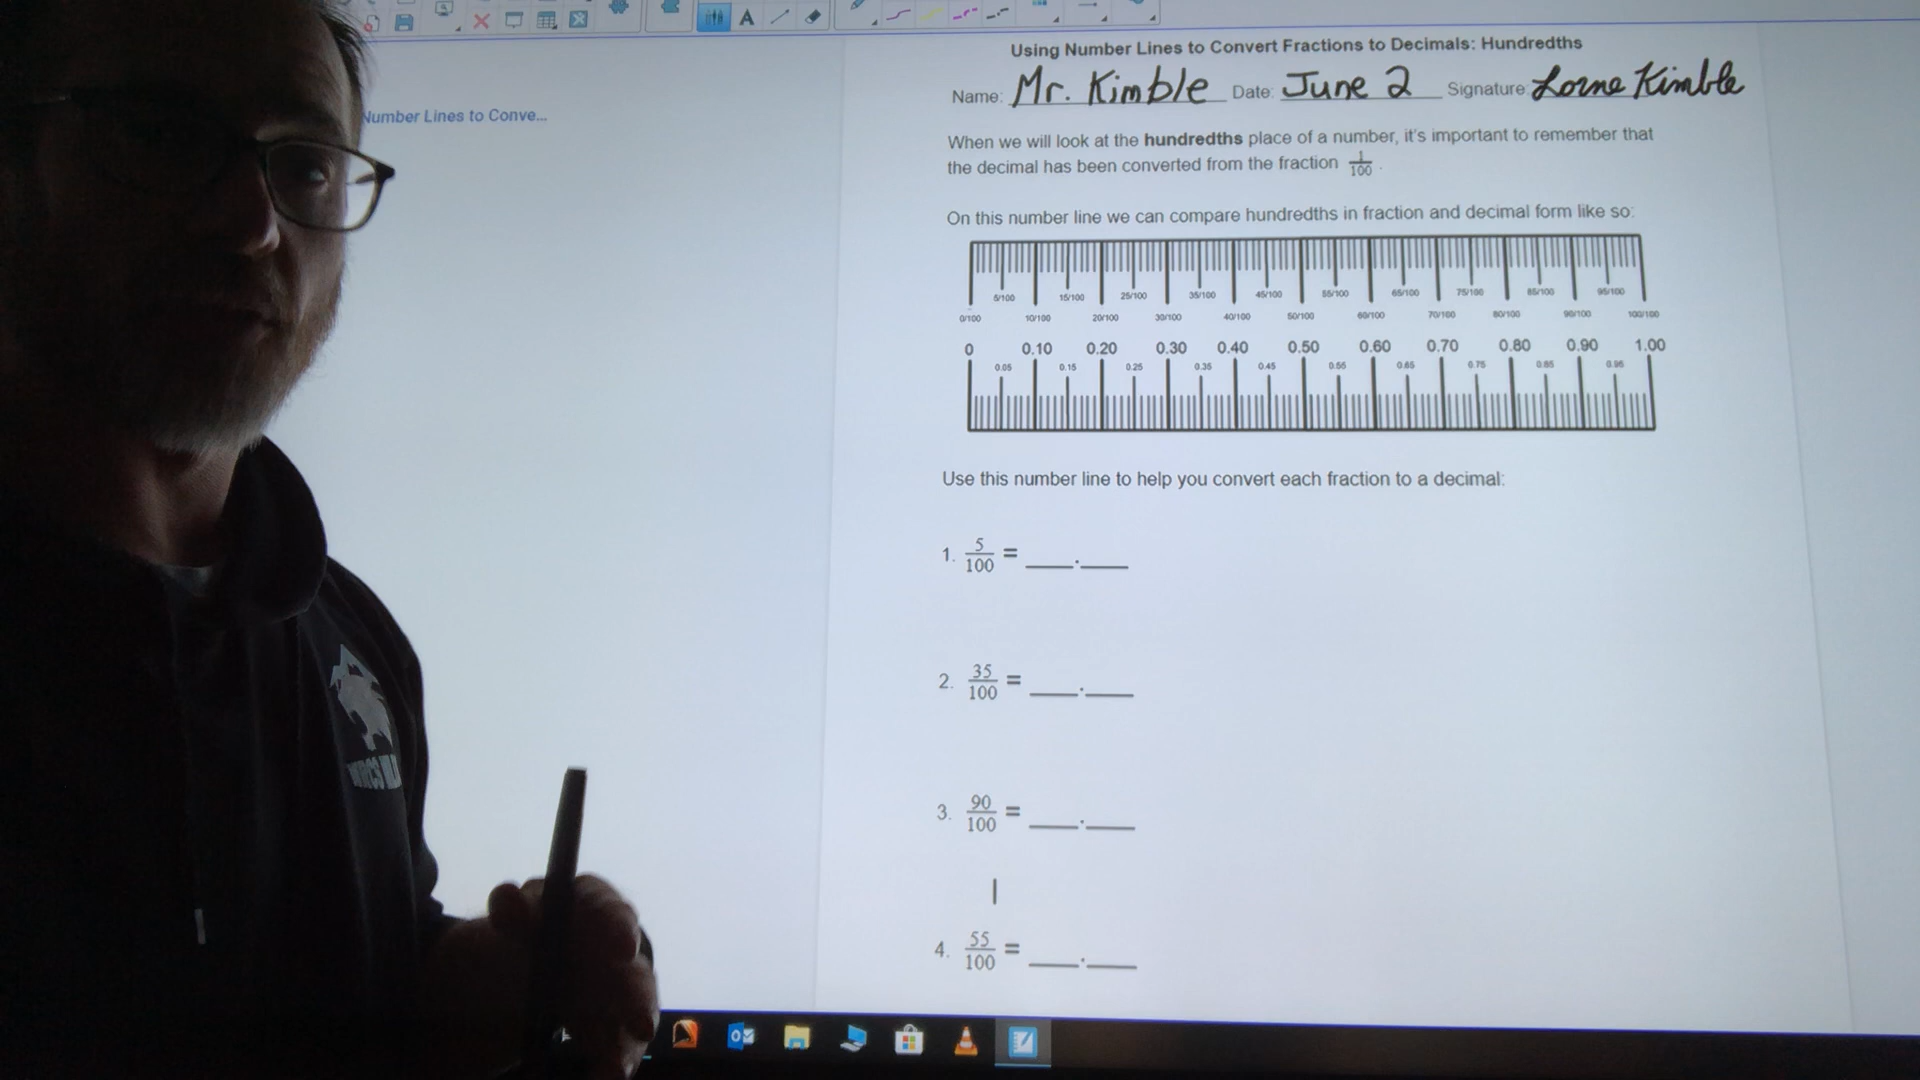 Number Lines to Conve...
Using Number Lines to Convert Fractions to Decimals: Hundredths
Name: Mr. Kimble Date: June 2 Signature: Lorne Kimble
When we will look at the hundredths place of a number, it's important to remember that
the decimal has been converted from the fraction 1/100 .
On this number line we can compare hundredths in fraction and decimal form like so:
5/100 15/100 25/100 35/100 45/100 55/100 65/100 75/100 85/100 95/100
0/100 10/100 20/100 30/100 40/100 50/100 60/100 70/100 80/100 90/100 100/100
0 0.10 0.20 0.30 0.40 0.50 0.60 0.70 0.80 0.90 1.00
0.05 0.15 0.25 0.35 0.45 0.55 0.65 0.75 0.85 0.95
Use this number line to help you convert each fraction to a decimal:
1. 5/100 = ____.____
2. 35/100 = ____.____
3. 90/100 = ____.____
4. 55/100 = ____.____